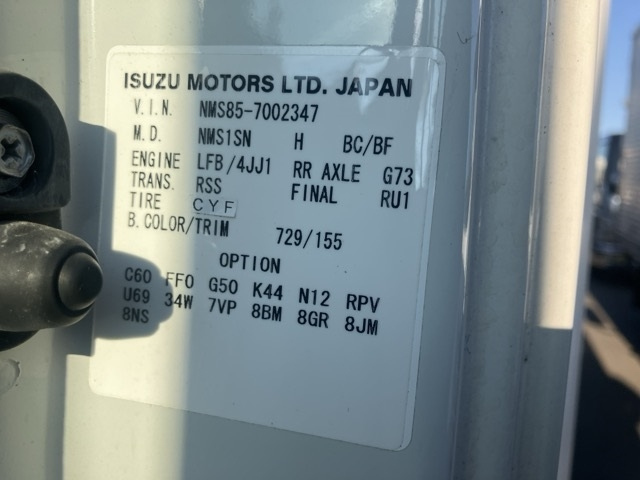 ISUZU MOTORS LTD. JAPAN
V.I.N. NMS85-7002347
M.D. NMS1SN H BC/BF
ENGINE LFB/4JJ1 RR AXLE G73
TRANS. RSS FINAL RU1
TIRE CYF
B.COLOR/TRIM 729/155
OPTION
C60 FF0 G50 K44 N12 RPV
U69 34W 7VP 8BM 8GR 8JM
8NS